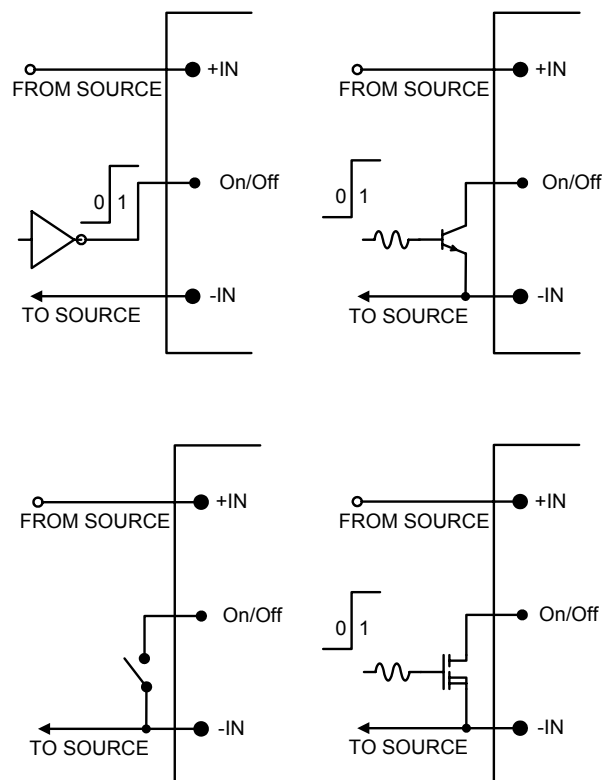 +IN
FROM SOURCE
0 1
On/Off
-IN
TO SOURCE
+IN
FROM SOURCE
0 1
On/Off
-IN
TO SOURCE
+IN
FROM SOURCE
On/Off
-IN
TO SOURCE
+IN
FROM SOURCE
0 1
On/Off
-IN
TO SOURCE